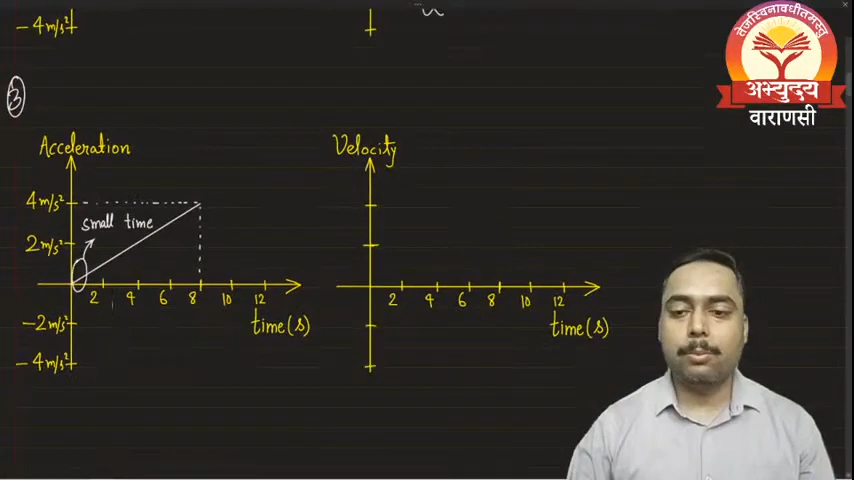 -4m/s²
तेजस्विनावधीतमस्तु
अभ्युदय
वाराणसी
3
Acceleration
4m/s²
small time
2m/s²
2 4 6 8 10 12
time(s)
-2m/s²
-4m/s²
Velocity
2 4 6 8 10 12
time(s)